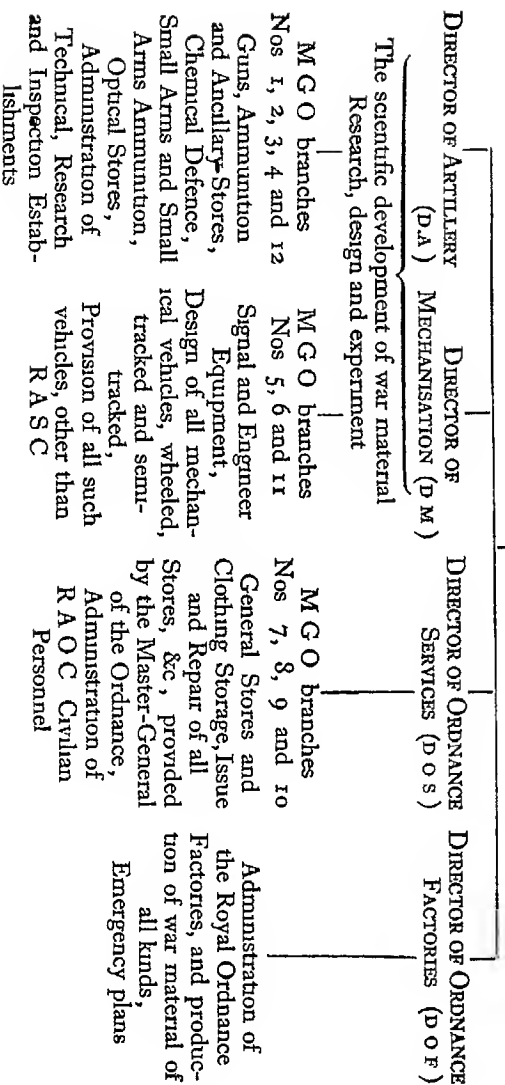 DIRECTOR OF ARTILLERY
(D.A )
DIRECTOR OF
MECHANISATION (D M )
The scientific development of war material
Research, design and experiment
M G O branches
Nos 1, 2, 3, 4 and 12
Guns, Ammunition
and Ancillary Stores,
Chemical Defence,
Small Arms and Small
Arms Ammunition,
Optical Stores,
Administration of
Technical, Research
and Inspection Estab-
lishments
M G O branches
Nos 5, 6 and 11
Signal and Engineer
Equipment,
Design of all mechan-
ical vehicles, wheeled,
tracked and semi-
tracked,
Provision of all such
vehicles, other than
R A S C
DIRECTOR OF ORDNANCE
SERVICES (D O S )
M G O branches
Nos 7, 8, 9 and 10
General Stores and
Clothing Storage, Issue
and Repair of all
Stores, &c , provided
by the Master-General
of the Ordnance,
Administration of
R A O C Civilian
Personnel
DIRECTOR OF ORDNANCE
FACTORIES (D O F )
Administration of
the Royal Ordnance
Factories, and produc-
tion of war material of
all kinds,
Emergency plans